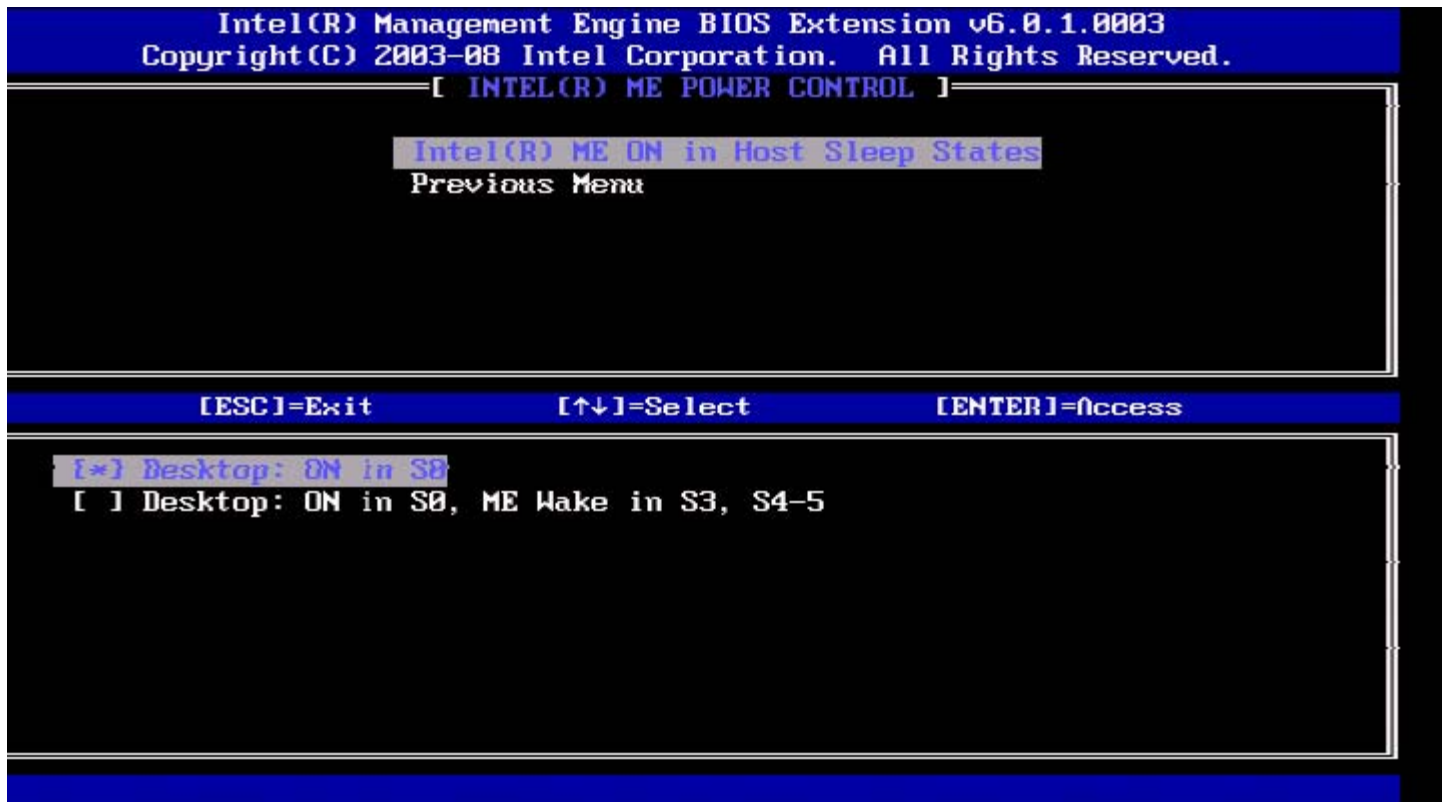 Intel(R) Management Engine BIOS Extension v6.0.1.0003
Copyright(C) 2003-08 Intel Corporation. All Rights Reserved.
[ INTEL(R) ME POWER CONTROL ]
Intel(R) ME ON in Host Sleep States
Previous Menu
[ESC]=Exit [↑↓]=Select [ENTER]=Access
[*] Desktop: ON in S0
[ ] Desktop: ON in S0, ME Wake in S3, S4-5